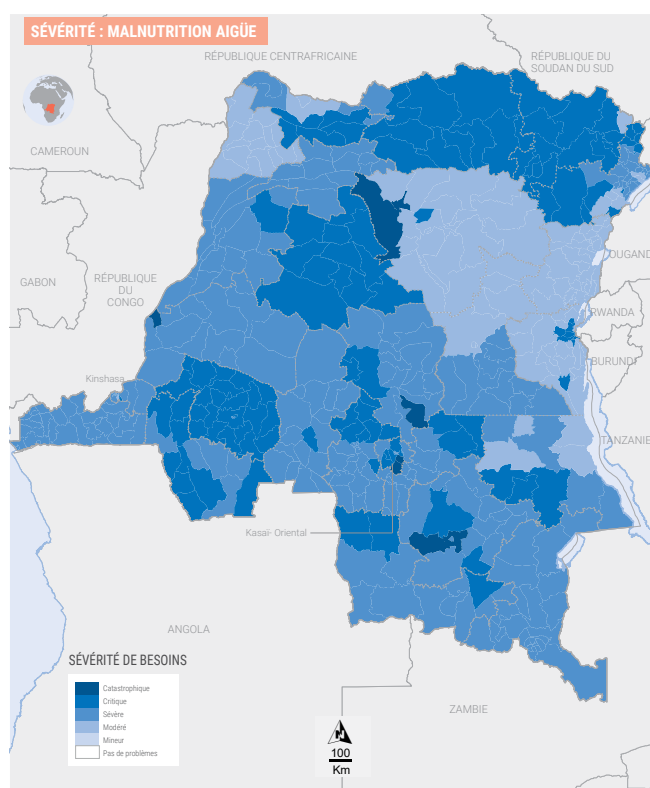 SÉVÉRITÉ : MALNUTRITION AIGÜE
RÉPUBLIQUE CENTRAFRICAINE
RÉPUBLIQUE DU
SOUDAN DU SUD
CAMEROUN
OUGAND
GABON
RÉPUBLIQUE
DU
CONGO
RWANDA
BURUNDI
Kinshasa
TANZANIE
Kasaï- Oriental
ANGOLA
SÉVÉRITÉ DE BESOINS
Catastrophique
Critique
Sévère
Modéré
Mineur
Pas de problèmes
ZAMBIE
N
100
Km